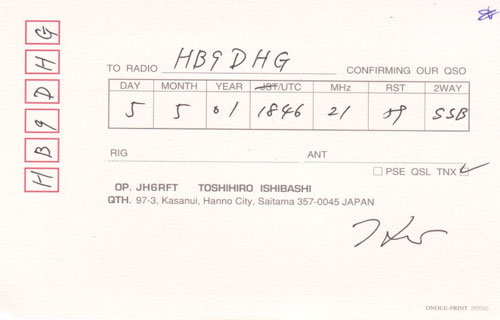 TO RADIO HB9DHG CONFIRMING OUR QSO
DAY MONTH YEAR JST/UTC MHz RST 2WAY
5 5 01 1846 21 59 SSB
RIG ANT
PSE QSL TNX
OP. JH6RFT TOSHIHIRO ISHIBASHI
QTH. 97-3, Kasanui, Hanno City, Saitama 357-0045 JAPAN
HB9DHG
ONOUE-PRINT